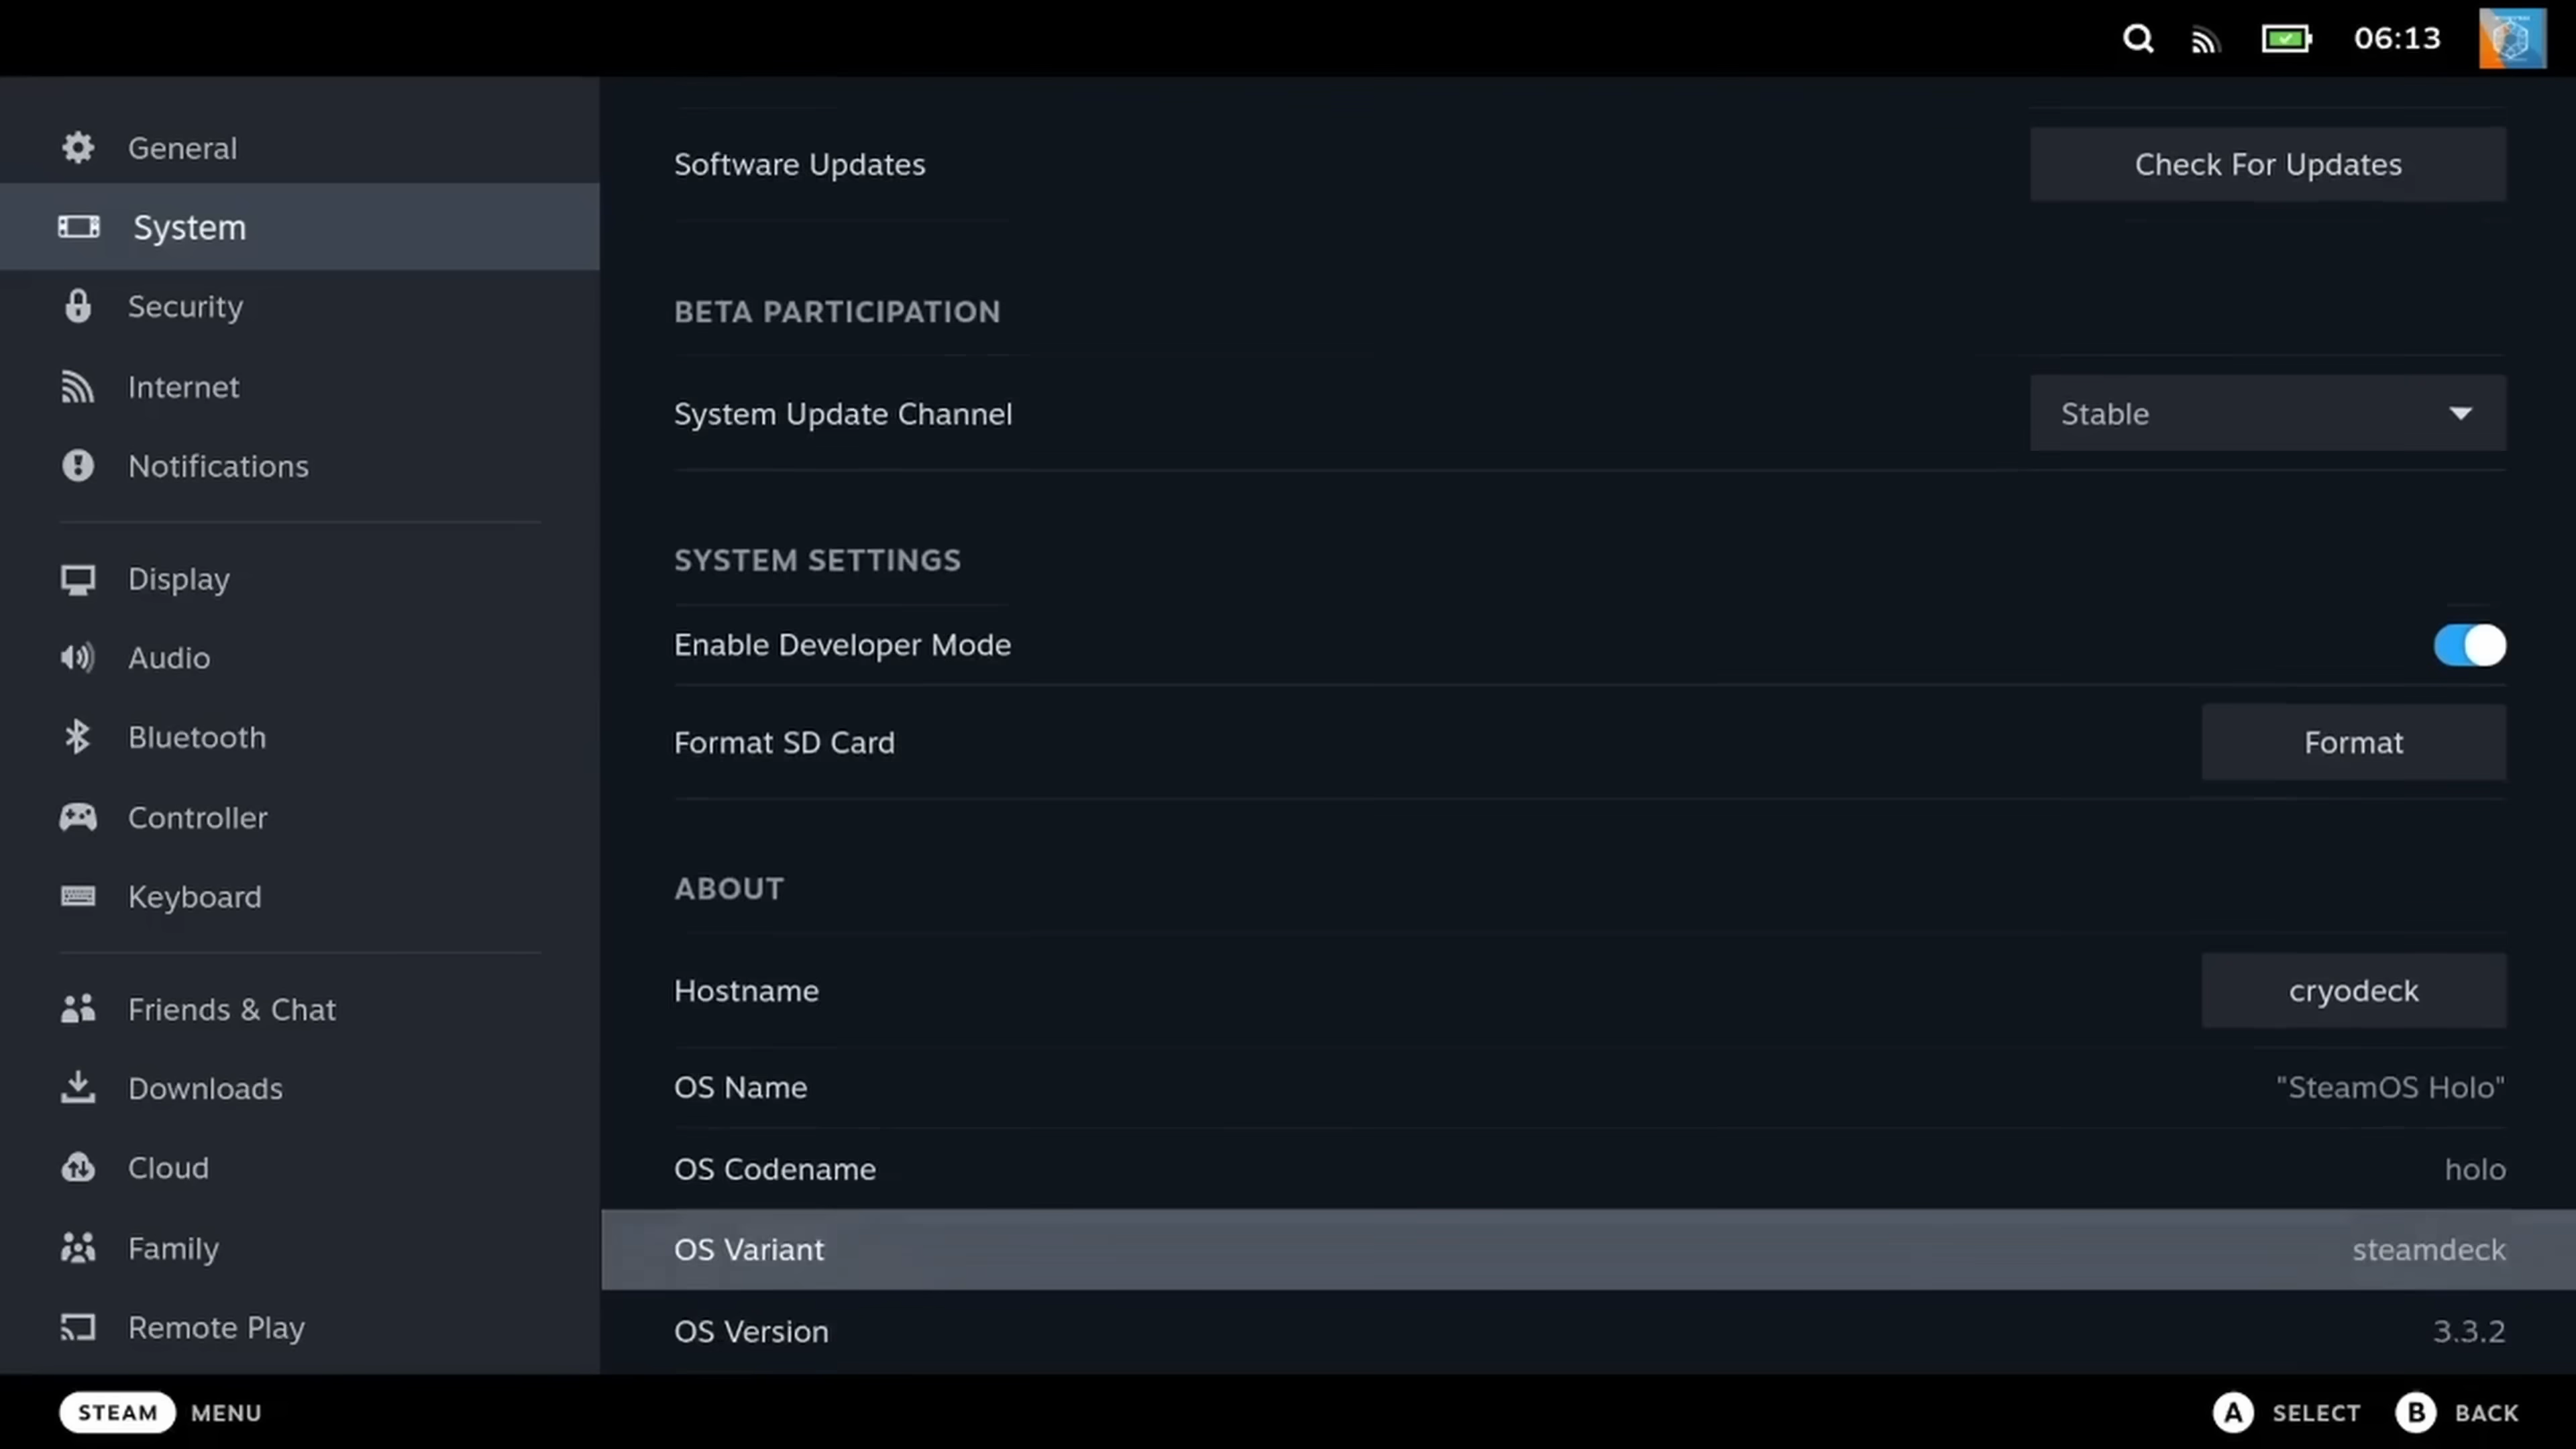 06:13
General
System
Security
Internet
Notifications
Display
Audio
Bluetooth
Controller
Keyboard
Friends & Chat
Downloads
Cloud
Family
Remote Play
Software Updates
Check For Updates
BETA PARTICIPATION
System Update Channel
Stable
SYSTEM SETTINGS
Enable Developer Mode
Format SD Card
Format
ABOUT
Hostname
cryodeck
OS Name
"SteamOS Holo"
OS Codename
holo
OS Variant
steamdeck
OS Version
3.3.2
STEAM MENU
A SELECT B BACK